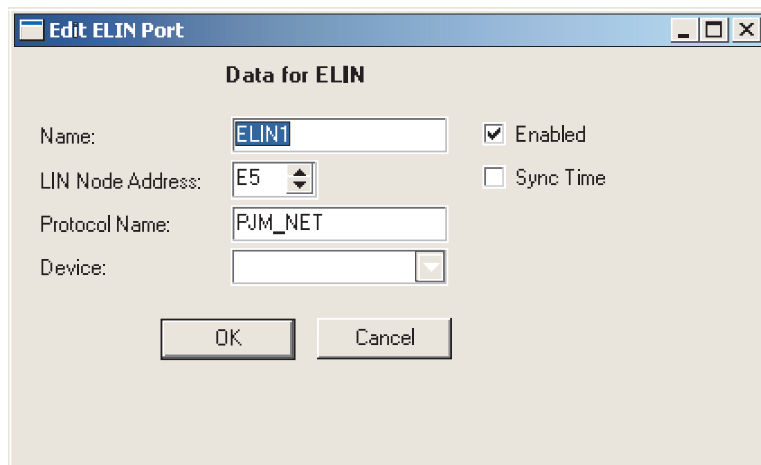 Edit ELIN Port
Data for ELIN
Name: ELIN1 Enabled
LIN Node Address: E5 Sync Time
Protocol Name: PJM_NET
Device:
OK Cancel